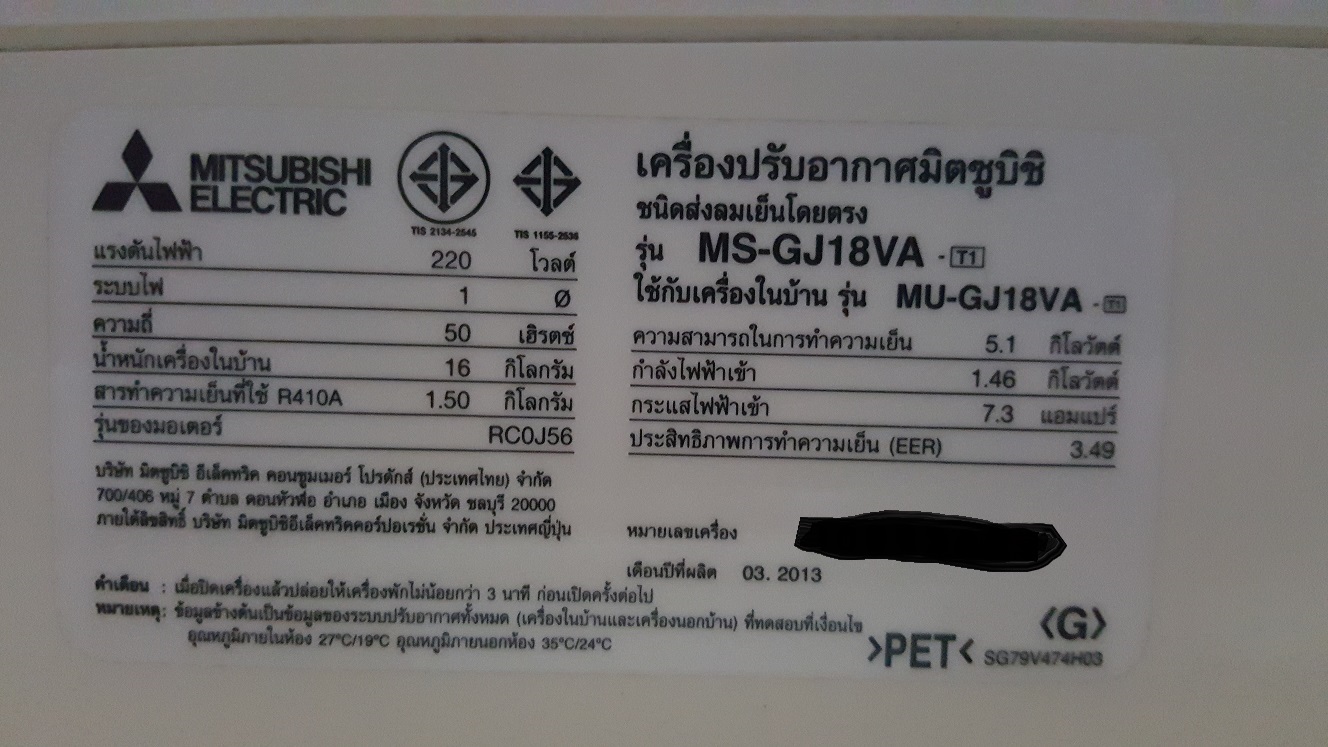 MITSUBISHI
ELECTRIC
TIS 2134-2545
TIS 1155-2536
แรงดันไฟฟ้า 220 โวลต์
ระบบไฟ 1 Ø
ความถี่ 50 เฮิรตซ์
น้ำหนักเครื่องในบ้าน 16 กิโลกรัม
สารทำความเย็นที่ใช้ R410A 1.50 กิโลกรัม
รุ่นของมอเตอร์ RC0J56
บริษัท มิตซูบิชิ อีเล็คทริค คอนซูมเมอร์ โปรดักส์ (ประเทศไทย) จำกัด
700/406 หมู่ 7 ตำบล ดอนหัวฬ่อ อำเภอ เมือง จังหวัด ชลบุรี 20000
ภายใต้ลิขสิทธิ์ บริษัท มิตซูบิชิอีเล็คทริคคอร์ปอเรชั่น จำกัด ประเทศญี่ปุ่น
เครื่องปรับอากาศมิตซูบิชิ
ชนิดส่งลมเย็นโดยตรง
รุ่น MS-GJ18VA - T1
ใช้กับเครื่องในบ้าน รุ่น MU-GJ18VA - T1
ความสามารถในการทำความเย็น 5.1 กิโลวัตต์
กำลังไฟฟ้าเข้า 1.46 กิโลวัตต์
กระแสไฟฟ้าเข้า 7.3 แอมแปร์
ประสิทธิภาพการทำความเย็น (EER) 3.49
หมายเลขเครื่อง
เดือนปีที่ผลิต 03. 2013
คำเตือน : เมื่อปิดเครื่องแล้วปล่อยให้เครื่องพักไม่น้อยกว่า 3 นาที ก่อนเปิดครั้งต่อไป
หมายเหตุ: ข้อมูลข้างต้นเป็นข้อมูลของระบบปรับอากาศทั้งหมด (เครื่องในบ้านและเครื่องนอกบ้าน) ที่ทดสอบที่เงื่อนไข
อุณหภูมิภายในห้อง 27°C/19°C อุณหภูมิภายนอกห้อง 35°C/24°C
<G>
>PET< SG79V474H03